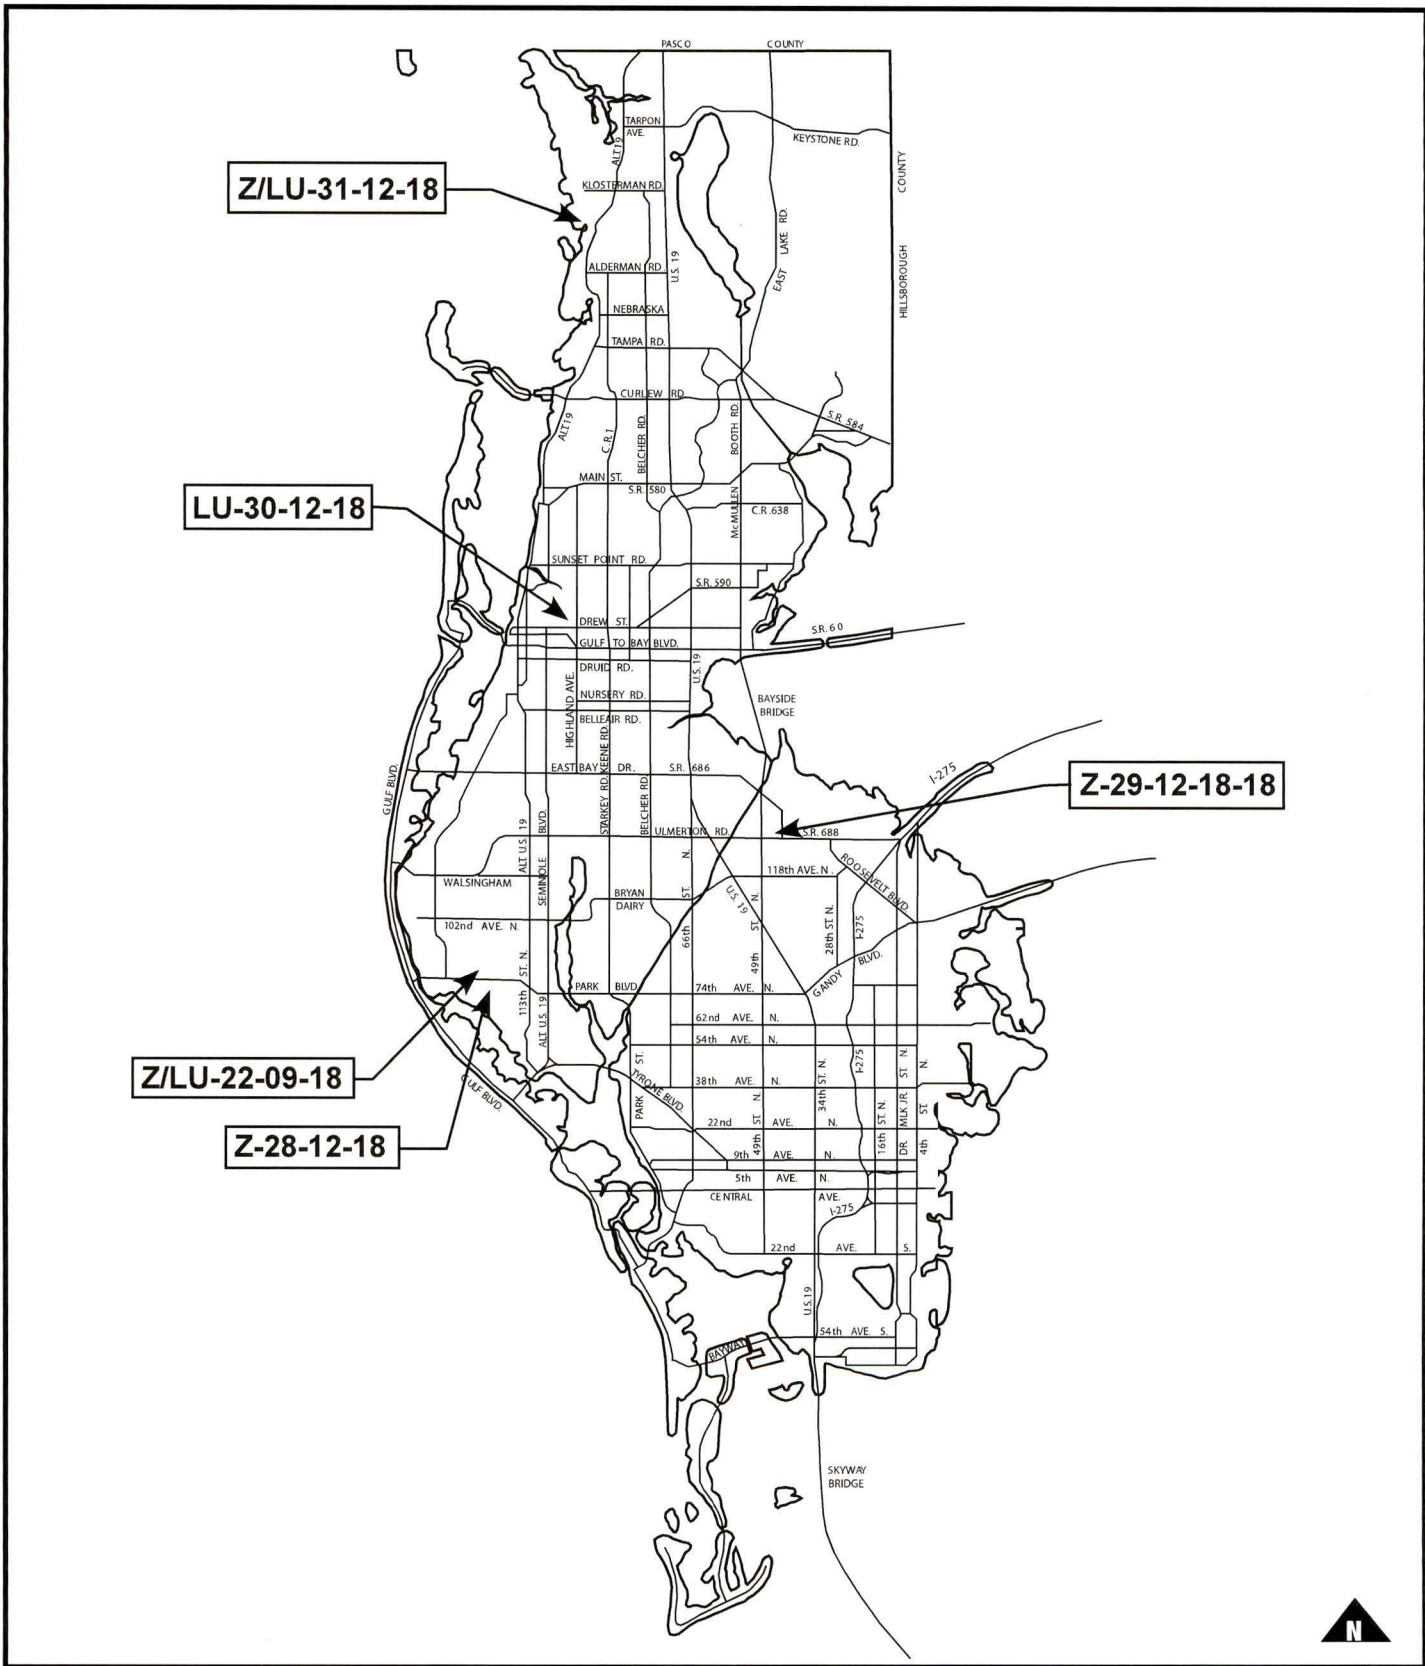 PASCO COUNTY
TARPON
AVE.
KEYSTONE RD.
ALT 19
COUNTY
Z/LU-31-12-18
KLOSTERMAN RD.
EAST LAKE RD.
U.S. 19
HILLSBOROUGH
ALDERMAN RD.
NEBRASKA
TAMPA RD.
CURLEW RD.
ALT 19
C.R.1
BELCHER RD.
BOOTH RD.
S.R. 584
MAIN ST.
S.R. 580
McMULLEN
C.R.638
LU-30-12-18
SUNSET POINT RD.
S.R. 590
DREW ST.
S.R. 60
GULF TO BAY BLVD.
DRUID RD.
U.S. 19
HIGHLAND AVE.
NURSERY RD.
BAYSIDE
BRIDGE
BELLEAIR RD.
KEENE RD.
EAST BAY DR. S.R. 686
I-275
GULF BLVD.
STARKEY RD.
BELCHER RD.
Z-29-12-18-18
ALT U.S. 19
SEMINOLE BLVD.
ULMERTON RD.
S.R. 688
ROOSEVELT BLVD.
118th AVE. N.
WALSINGHAM
BRYAN
DAIRY
U.S. 19
66th ST. N.
49th ST. N.
28th ST. N.
I-275
102nd AVE. N.
GANDY BLVD.
113th ST. N.
ALT U.S. 19
PARK BLVD.
74th AVE. N.
62nd AVE. N.
54th AVE. N.
Z/LU-22-09-18
GULF BLVD.
PARK ST.
TYRONE BLVD.
38th AVE. N.
34th ST. N.
I-275
16th ST. N.
DR. MLK JR. ST. N.
4th ST. N.
Z-28-12-18
22nd AVE. N.
49th ST. N.
9th AVE. N.
5th AVE. N.
CENTRAL AVE.
I-275
22nd AVE. S.
U.S.19
54th AVE. S.
BAYWAY
SKYWAY
BRIDGE
N